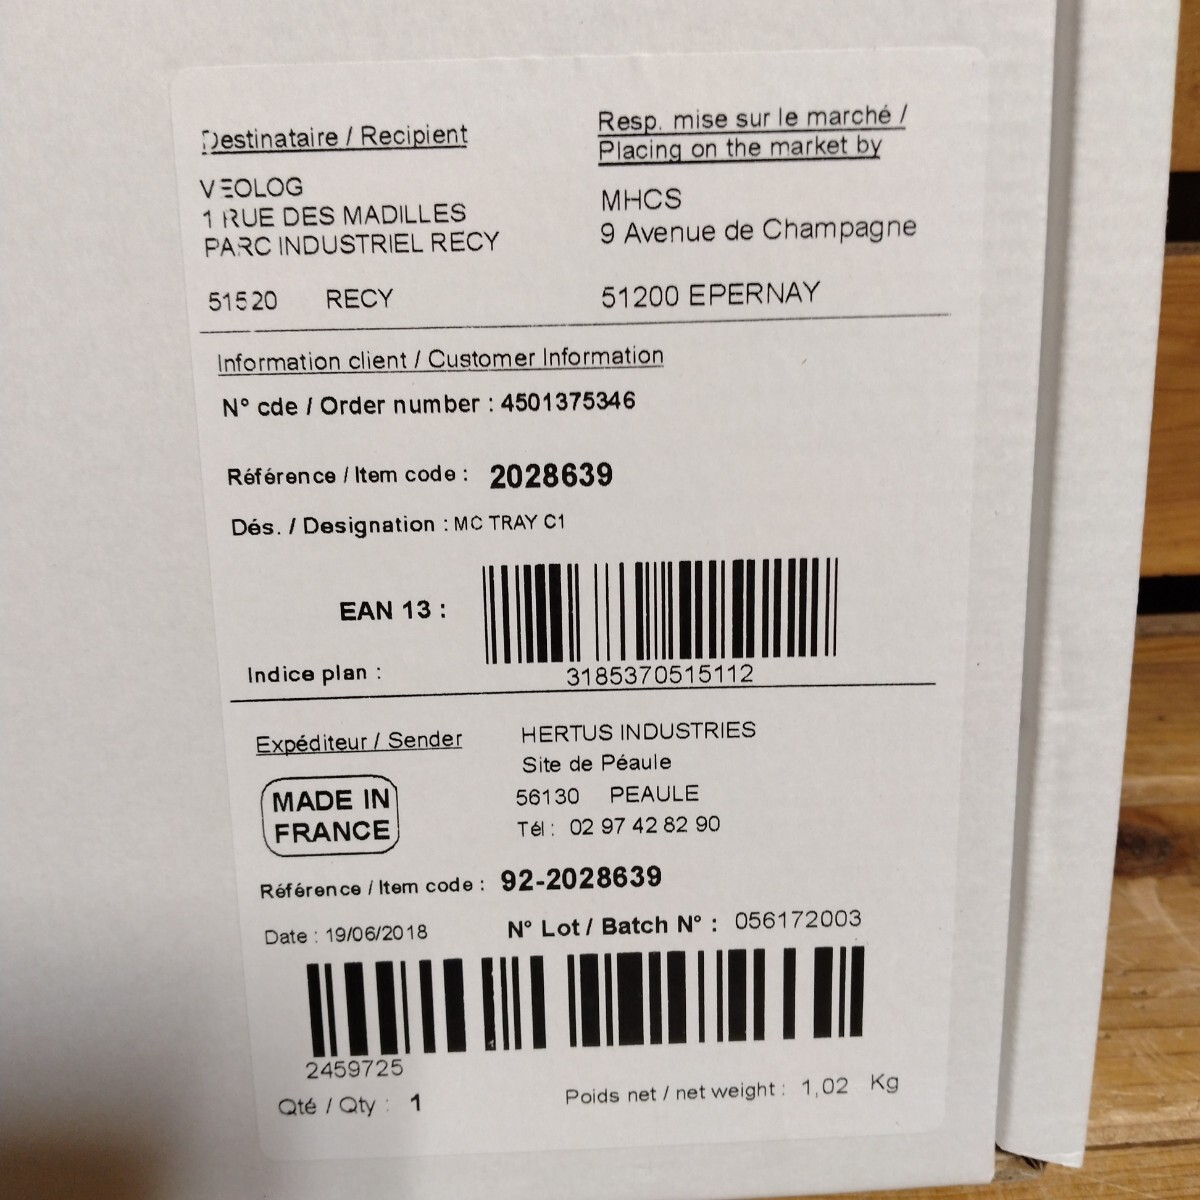 Destinataire / Recipient
VEOLOG
1 RUE DES MADILLES
PARC INDUSTRIEL RECY
51520 RECY
Resp. mise sur le marché /
Placing on the market by
MHCS
9 Avenue de Champagne
51200 EPERNAY
Information client / Customer Information
N° cde / Order number : 4501375346
Référence / Item code : 2028639
Dés. / Designation : MC TRAY C1
EAN 13 :
3185370515112
Indice plan :
Expéditeur / Sender
HERTUS INDUSTRIES
Site de Péaule
56130 PEAULE
Tél : 02 97 42 82 90
MADE IN
FRANCE
Référence / Item code : 92-2028639
Date : 19/06/2018
N° Lot / Batch N° : 056172003
2459725
Qté / Qty : 1
Poids net / net weight : 1,02 Kg